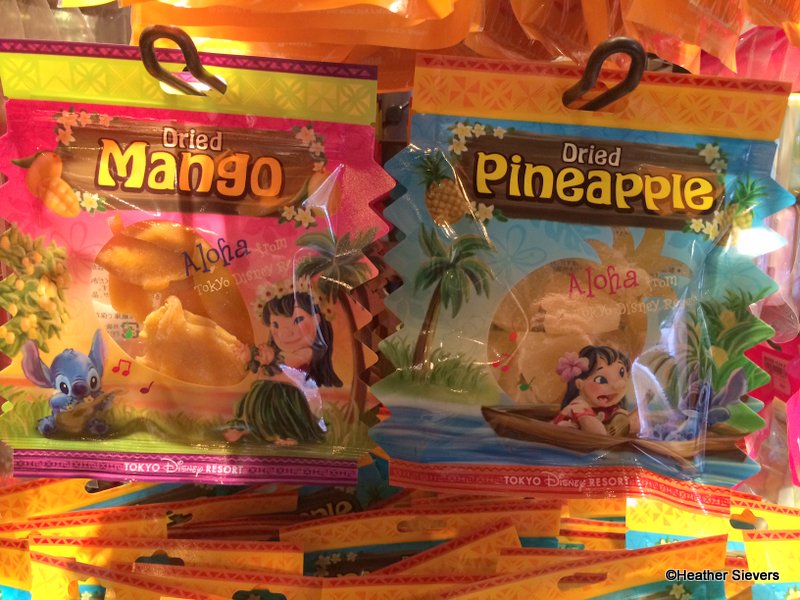 Dried
Mango
Aloha from
Tokyo Disney Resort
TOKYO Disney RESORT
Dried
Pineapple
Aloha from
Tokyo Disney Resort
TOKYO Disney RESORT
©Heather Sievers